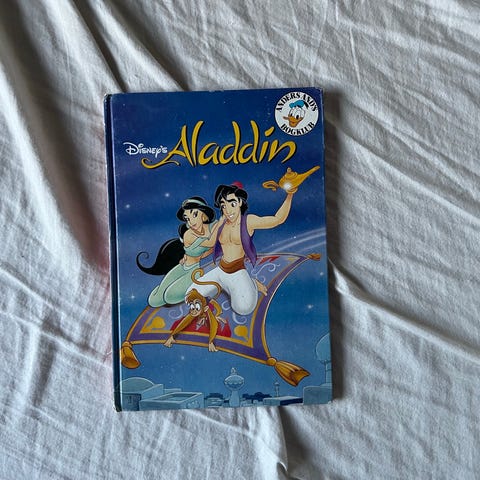 ANDERS AND'S
BOGKLUB
DISNEY'S
Aladdin